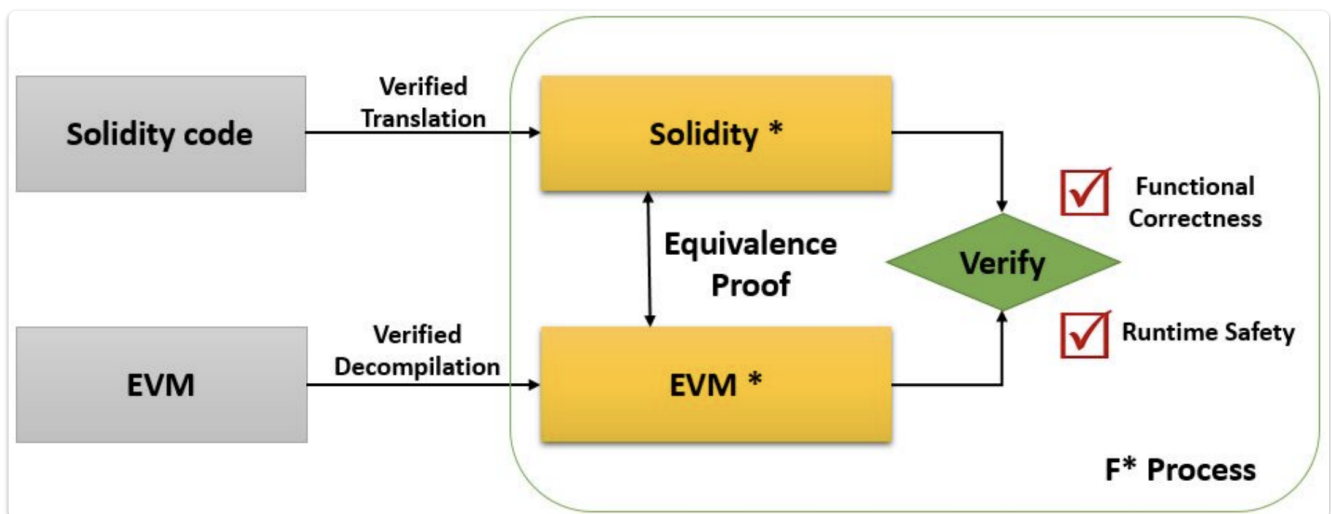 Verified
Translation
Solidity code
Solidity *
Functional
Correctness
Equivalence
Proof
Verify
Verified
Decompilation
Runtime Safety
EVM
EVM *
F* Process